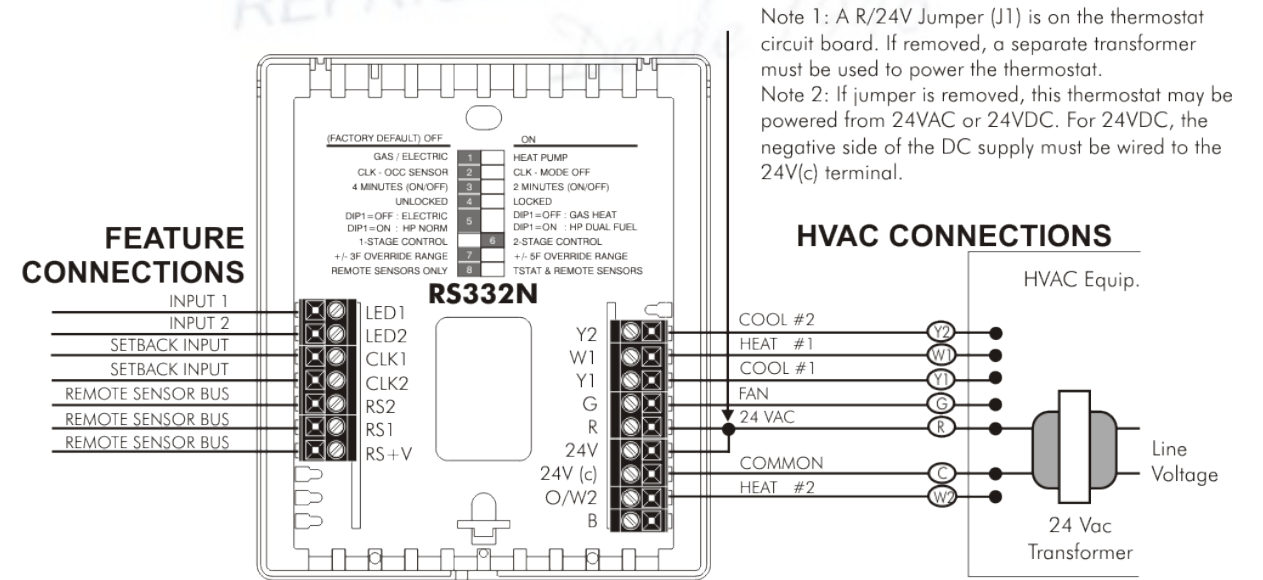 REFRIG
Desde 1978
Note 1: A R/24V Jumper (J1) is on the thermostat
circuit board. If removed, a separate transformer
must be used to power the thermostat.
Note 2: If jumper is removed, this thermostat may be
powered from 24VAC or 24VDC. For 24VDC, the
negative side of the DC supply must be wired to the
24V(c) terminal.
(FACTORY DEFAULT) OFF ON
GAS / ELECTRIC 1 HEAT PUMP
CLK - OCC SENSOR 2 CLK - MODE OFF
4 MINUTES (ON/OFF) 3 2 MINUTES (ON/OFF)
UNLOCKED 4 LOCKED
DIP1=OFF : ELECTRIC 5 DIP1=OFF : GAS HEAT
DIP1=ON : HP NORM DIP1=ON : HP DUAL FUEL
1-STAGE CONTROL 6 2-STAGE CONTROL
+/- 3F OVERRIDE RANGE 7 +/- 5F OVERRIDE RANGE
REMOTE SENSORS ONLY 8 TSTAT & REMOTE SENSORS
RS332N
FEATURE
CONNECTIONS
INPUT 1 LED1
INPUT 2 LED2
SETBACK INPUT CLK1
SETBACK INPUT CLK2
REMOTE SENSOR BUS RS2
REMOTE SENSOR BUS RS1
REMOTE SENSOR BUS RS+V
HVAC CONNECTIONS
HVAC Equip.
Y2 COOL #2 Y2
W1 HEAT #1 W1
Y1 COOL #1 Y1
G FAN G
R 24 VAC R
24V
24V (c) COMMON C
O/W2 HEAT #2 W2
B
Line
Voltage
24 Vac
Transformer